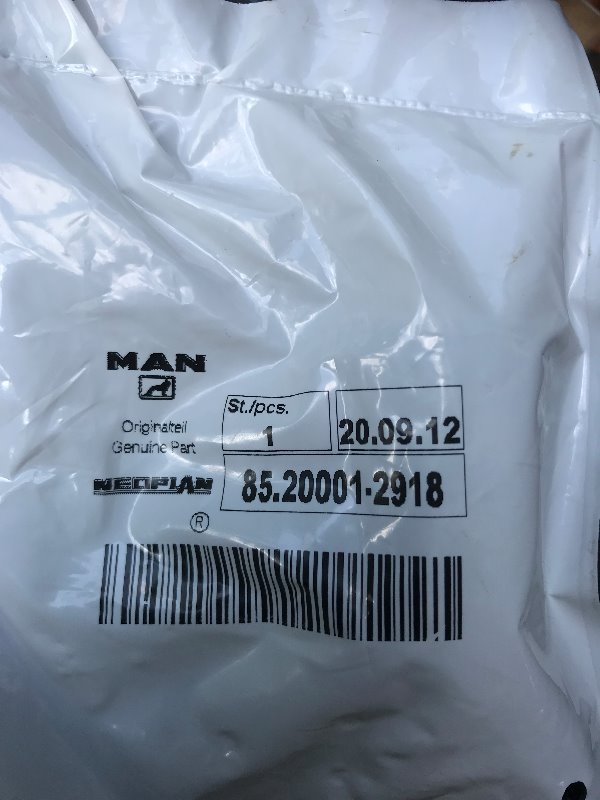 MAN
St./pcs.
1
20.09.12
Originalteil
Genuine Part
NEOPLAN
85.20001-2918
®